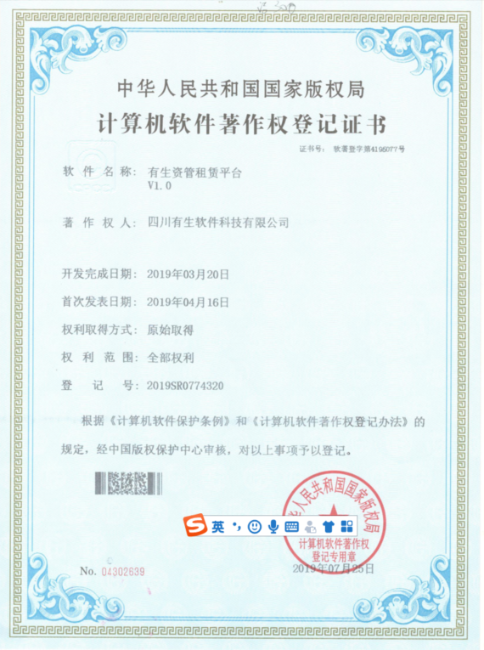 中华人民共和国国家版权局
计算机软件著作权登记证书
证书号： 软著登字第4195077号
软件名称： 有生资管租赁平台
V1.0
著作权人： 四川有生软件科技有限公司
开发完成日期： 2019年03月20日
首次发表日期： 2019年04月16日
权利取得方式： 原始取得
权利范围： 全部权利
登记号： 2019SR0774320
根据《计算机软件保护条例》和《计算机软件著作权登记办法》的
规定，经中国版权保护中心审核，对以上事项予以登记。
中华人民共和国国家版权局
英
计算机软件著作权
登记专用章
No. 04302639
2019年07月25日